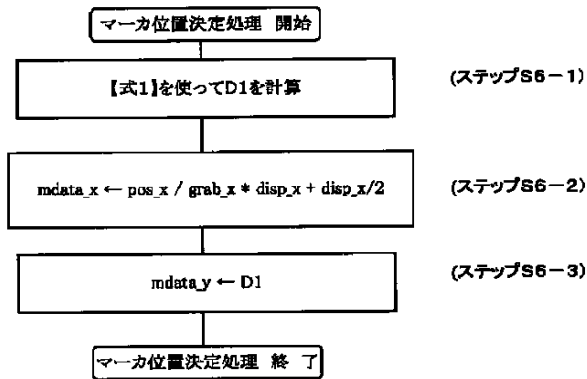 マーカ位置決定処理 開始
【式1】を使ってD1を計算
(ステップS6－1)
mdata_x ← pos_x / grab_x * disp_x + disp_x/2
(ステップS6－2)
mdata_y ← D1
(ステップS6－3)
マーカ位置決定処理 終 了